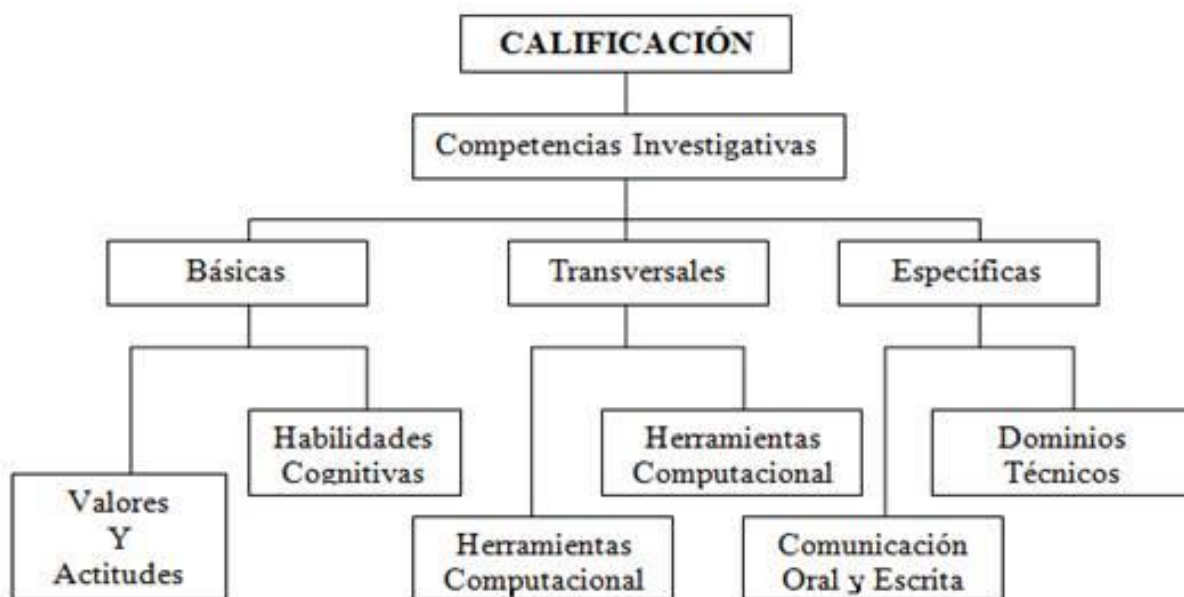 CALIFICACIÓN
Competencias Investigativas
Básicas
Transversales
Específicas
Habilidades
Cognitivas
Herramientas
Computacional
Dominios
Técnicos
Valores
Y
Actitudes
Herramientas
Computacional
Comunicación
Oral y Escrita